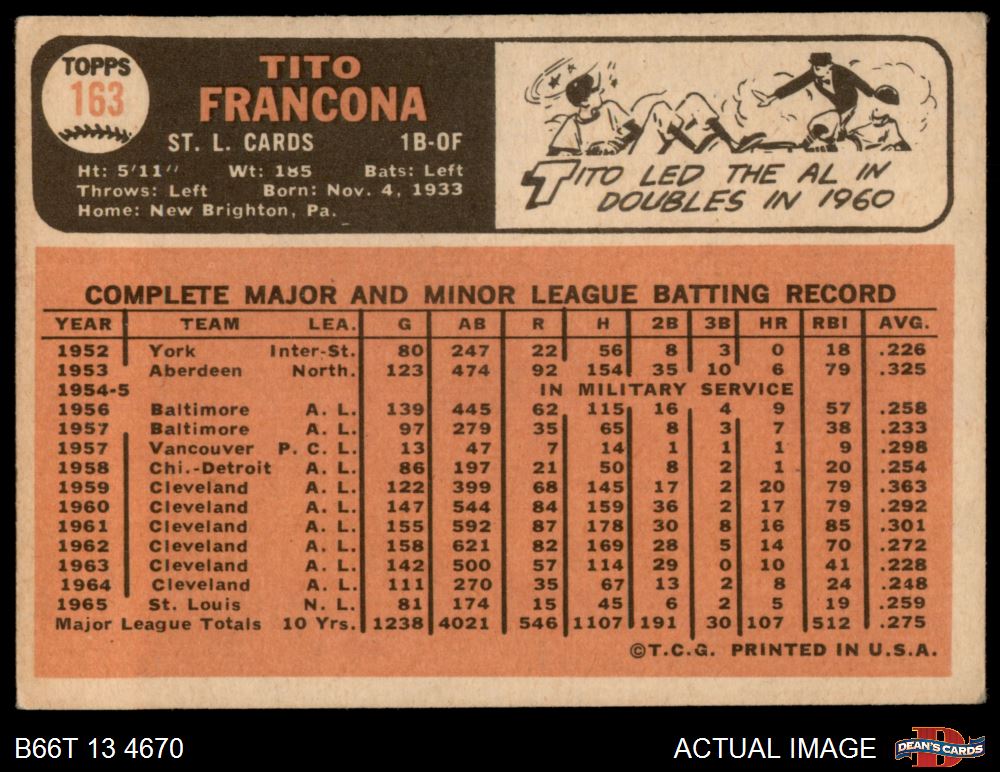 TOPPS
163
TITO
FRANCONA
ST. L. CARDS 1B-OF
Ht: 5'11" Wt: 185 Bats: Left
Throws: Left Born: Nov. 4, 1933
Home: New Brighton, Pa.
TITO LED THE AL IN
DOUBLES IN 1960
COMPLETE MAJOR AND MINOR LEAGUE BATTING RECORD
YEAR TEAM LEA. G AB R H 2B 3B HR RBI AVG.
1952 York Inter-St. 80 247 22 56 8 3 0 18 .226
1953 Aberdeen North. 123 474 92 154 35 10 6 79 .325
1954-5 IN MILITARY SERVICE
1956 Baltimore A. L. 139 445 62 115 16 4 9 57 .258
1957 Baltimore A. L. 97 279 35 65 8 3 7 38 .233
1957 Vancouver P. C. L. 13 47 7 14 1 1 1 9 .298
1958 Chi.-Detroit A. L. 86 197 21 50 8 2 1 20 .254
1959 Cleveland A. L. 122 399 68 145 17 2 20 79 .363
1960 Cleveland A. L. 147 544 84 159 36 2 17 79 .292
1961 Cleveland A. L. 155 592 87 178 30 8 16 85 .301
1962 Cleveland A. L. 158 621 82 169 28 5 14 70 .272
1963 Cleveland A. L. 142 500 57 114 29 0 10 41 .228
1964 Cleveland A. L. 111 270 35 67 13 2 8 24 .248
1965 St. Louis N. L. 81 174 15 45 6 2 5 19 .259
Major League Totals 10 Yrs. 1238 4021 546 1107 191 30 107 512 .275
©T.C.G. PRINTED IN U.S.A.
B66T 13 4670 ACTUAL IMAGE DEAN'S CARDS